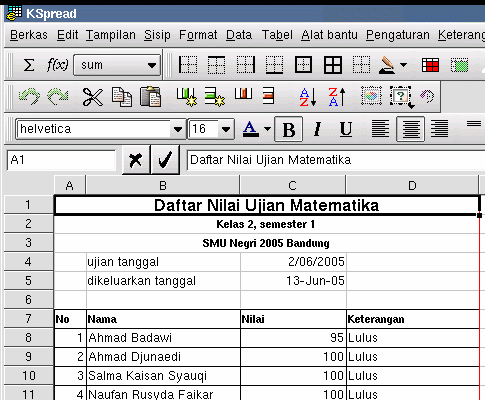 KSpread
Berkas Edit Tampilan Sisip Format Data Tabel Alat bantu Pengaturan Keterang
Σ f(x) sum
helvetica 16 A B I U
A1 Daftar Nilai Ujian Matematika
A B C D
1 Daftar Nilai Ujian Matematika
2 Kelas 2, semester 1
3 SMU Negri 2005 Bandung
4 ujian tanggal 2/06/2005
5 dikeluarkan tanggal 13-Jun-05
6
7 No Nama Nilai Keterangan
8 1 Ahmad Badawi 95 Lulus
9 2 Ahmad Djunaedi 100 Lulus
10 3 Salma Kaisan Syauqi 100 Lulus
11 4 Naufan Rusyda Faikar 100 Lulus